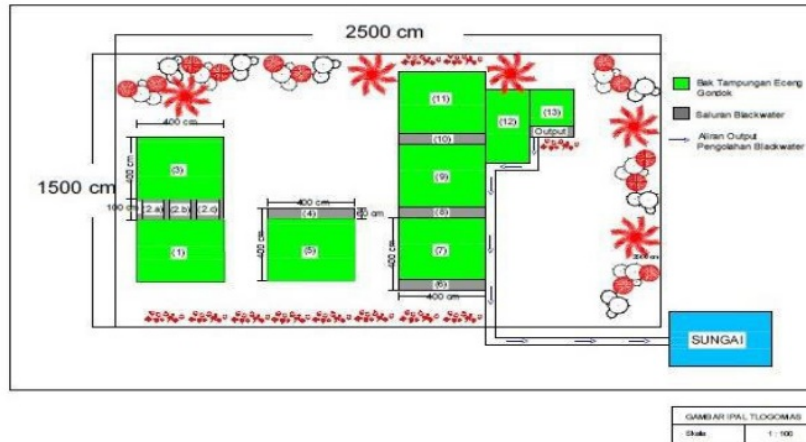 2500 cm
1500 cm
400 cm
400 cm
(3)
100 cm
(2.a) (2.b) (2.c)
(1)
400 cm
(4)
400 cm
(5)
(11)
(10)
(9)
(8)
(7)
400 cm
(6)
400 cm
(12)
(13)
Output
Bak Tampungan Eceng
Gondok
Saluran Blackwater
Aliran Output
Pengolahan Blackwater
SUNGAI
GAMBAR IPAL TLOGOMAS
Skala 1 : 100